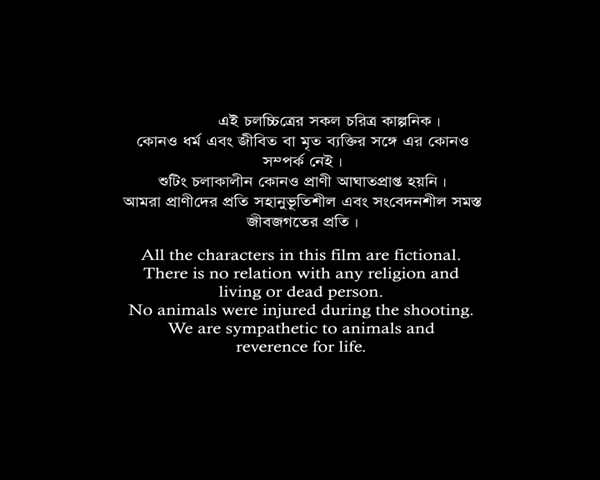 এই চলচ্চিত্রের সকল চরিত্র কাল্পনিক।
কোনও ধর্ম এবং জীবিত বা মৃত ব্যক্তির সঙ্গে এর কোনও
সম্পর্ক নেই।
শুটিং চলাকালীন কোনও প্রাণী আঘাতপ্রাপ্ত হয়নি।
আমরা প্রাণীদের প্রতি সহানুভূতিশীল এবং সংবেদনশীল সমস্ত
জীবজগতের প্রতি।
All the characters in this film are fictional.
There is no relation with any religion and
living or dead person.
No animals were injured during the shooting.
We are sympathetic to animals and
reverence for life.